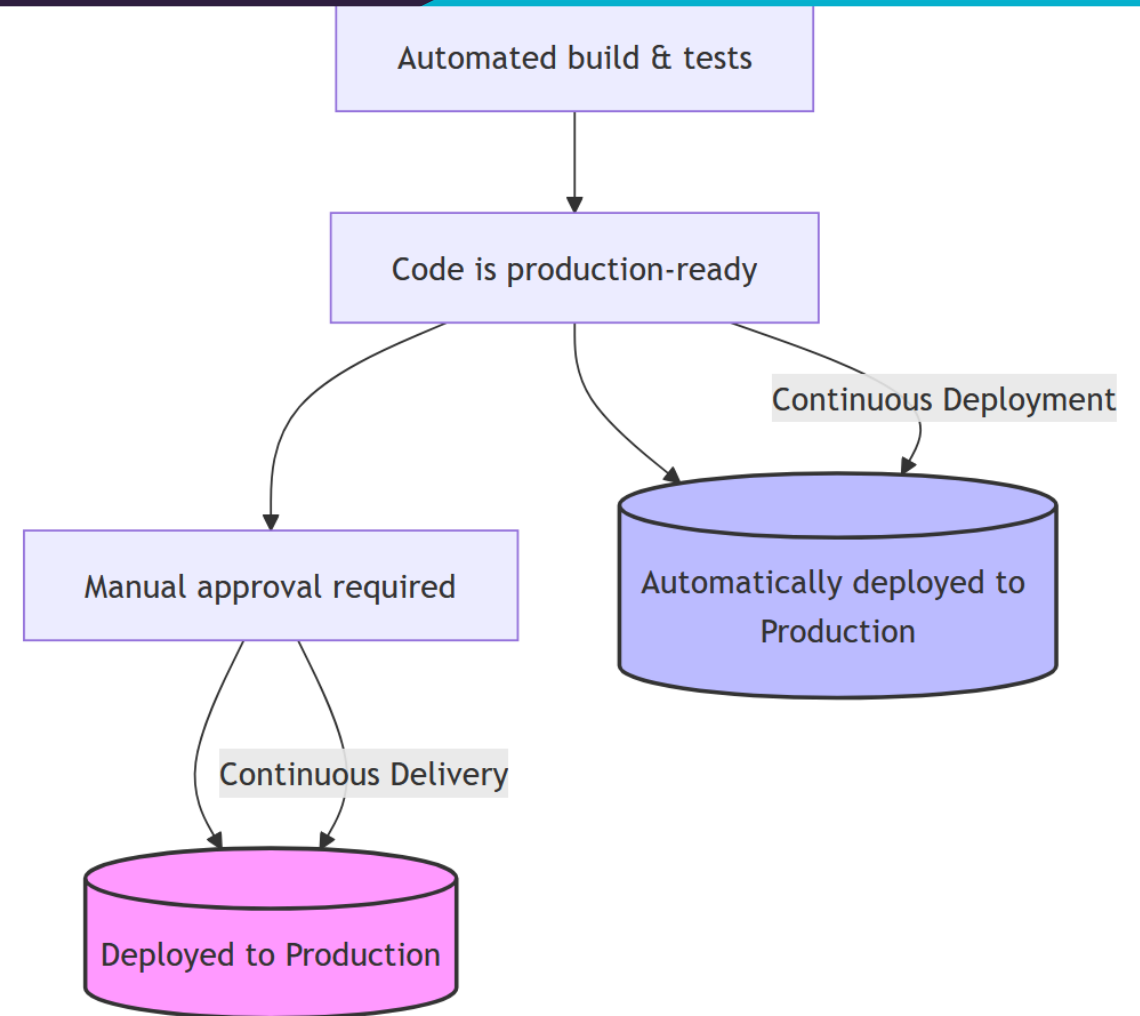 Automated build & tests
Code is production-ready
Continuous Deployment
Manual approval required
Automatically deployed to
Production
Continuous Delivery
Deployed to Production